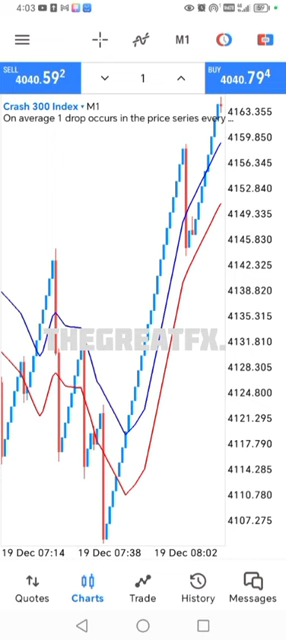 4:03
M1
SELL
4040.59²
1
BUY
4040.79⁴
Crash 300 Index • M1
On average 1 drop occurs in the price series every ...
4163.355
4159.850
4156.345
4152.840
4149.335
4145.830
4142.325
4138.820
4135.315
4131.810
4128.305
4124.800
4121.295
4117.790
4114.285
4110.780
4107.275
THEGREATFX.
19 Dec 07:14
19 Dec 07:38
19 Dec 08:02
Quotes
Charts
Trade
History
Messages